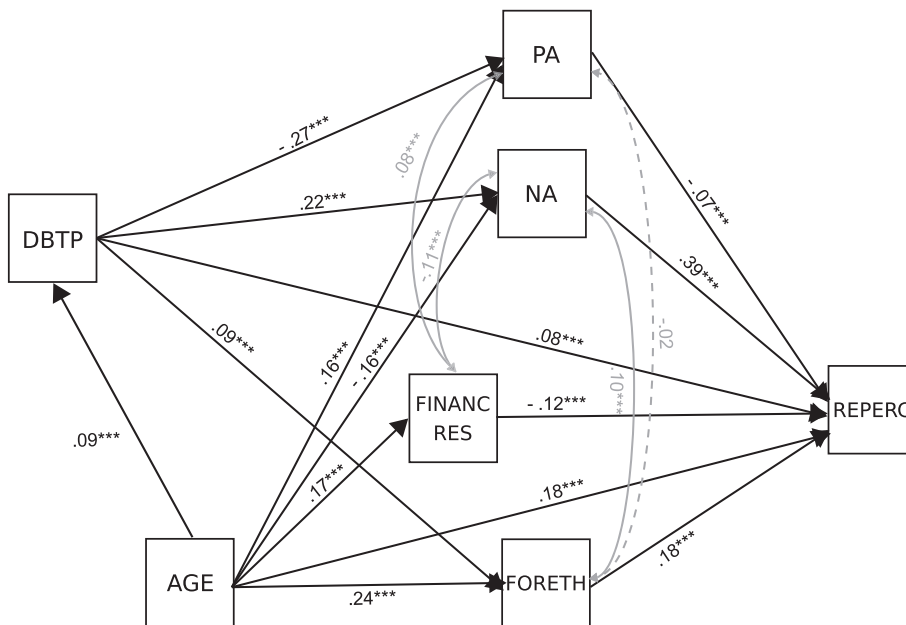 PA
- .27***
.08***
NA
.22***
- .07***
DBTP
-.11***
.39***
.09***
.16***
- .16***
.08***
-.02
.10***
FINANC
RES
- .12***
REPERC
.09***
.17***
.18***
AGE
.24***
FORETH
.18***